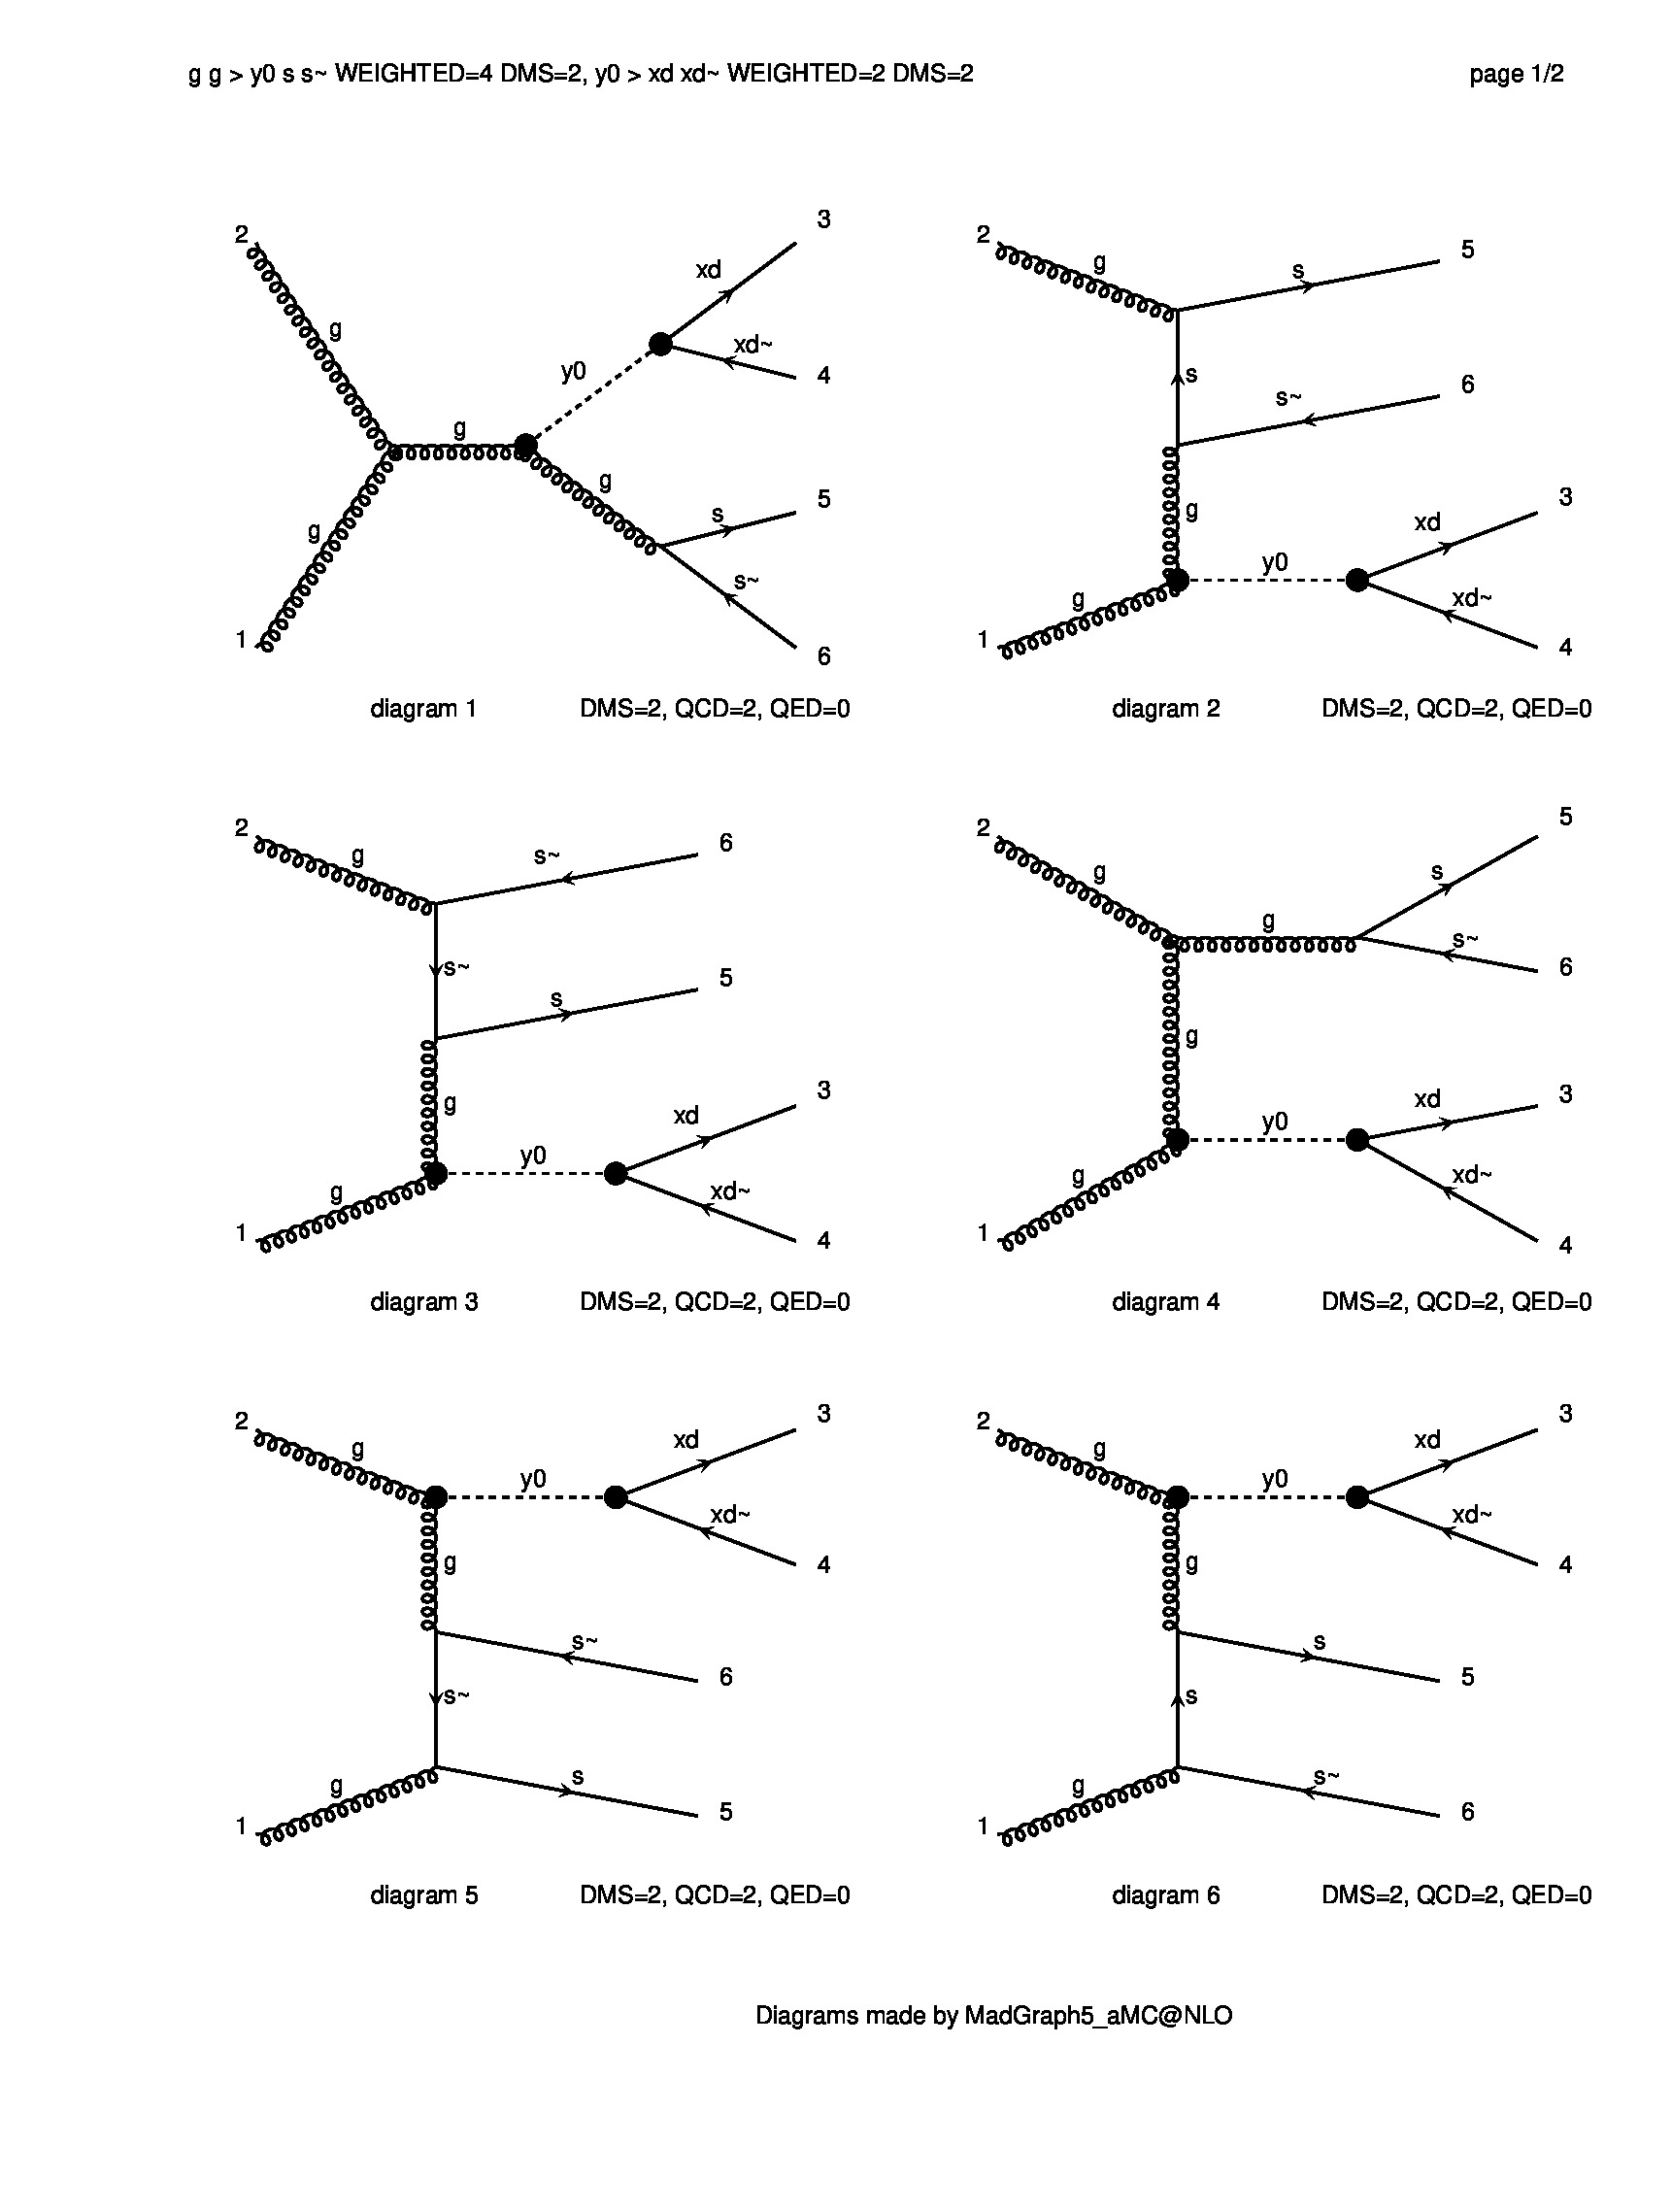 g g > y0 s s~ WEIGHTED=4 DMS=2, y0 > xd xd~ WEIGHTED=2 DMS=2 page 1/2
2 g g 1 g y0 xd 3 xd~ 4 g s 5 s~ 6
diagram 1 DMS=2, QCD=2, QED=0
2 g s 5 s s~ 6 g g 1 y0 xd 3 xd~ 4
diagram 2 DMS=2, QCD=2, QED=0
2 g s~ 6 s~ s 5 g g 1 y0 xd 3 xd~ 4
diagram 3 DMS=2, QCD=2, QED=0
2 g g s 5 s~ 6 g g 1 y0 xd 3 xd~ 4
diagram 4 DMS=2, QCD=2, QED=0
2 g y0 xd 3 xd~ 4 g s~ 6 s~ g 1 s 5
diagram 5 DMS=2, QCD=2, QED=0
2 g y0 xd 3 xd~ 4 g s 5 s g 1 s~ 6
diagram 6 DMS=2, QCD=2, QED=0
Diagrams made by MadGraph5_aMC@NLO